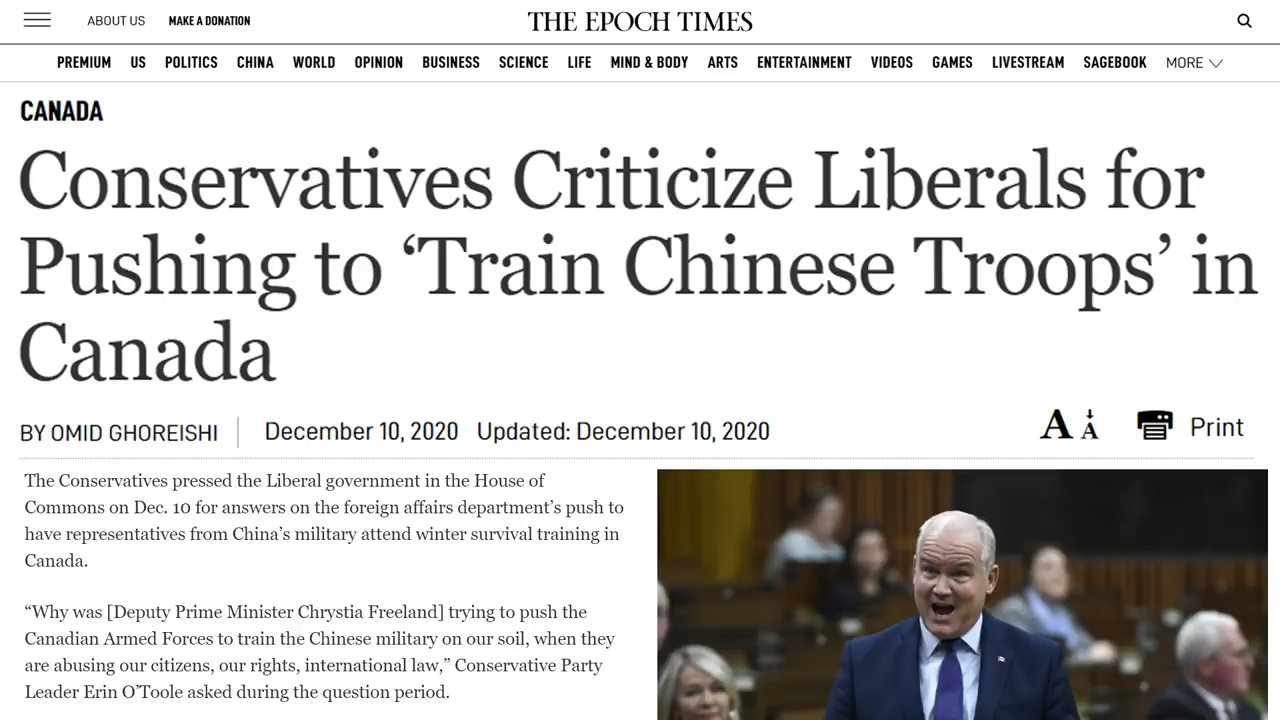 ABOUT US MAKE A DONATION THE EPOCH TIMES
PREMIUM US POLITICS CHINA WORLD OPINION BUSINESS SCIENCE LIFE MIND & BODY ARTS ENTERTAINMENT VIDEOS GAMES LIVESTREAM SAGEBOOK MORE
CANADA
Conservatives Criticize Liberals for
Pushing to ‘Train Chinese Troops’ in
Canada
BY OMID GHOREISHI December 10, 2020 Updated: December 10, 2020 A A Print
The Conservatives pressed the Liberal government in the House of
Commons on Dec. 10 for answers on the foreign affairs department’s push to
have representatives from China’s military attend winter survival training in
Canada.
“Why was [Deputy Prime Minister Chrystia Freeland] trying to push the
Canadian Armed Forces to train the Chinese military on our soil, when they
are abusing our citizens, our rights, international law,” Conservative Party
Leader Erin O’Toole asked during the question period.